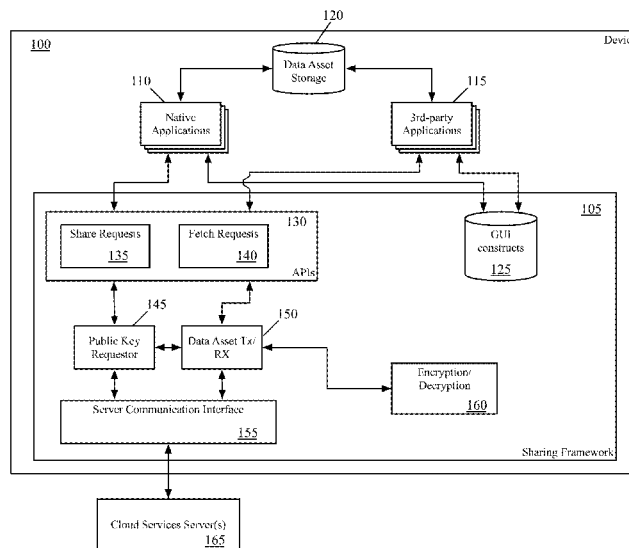 120
100
Devic
Data Asset
Storage
110
115
Native
Applications
3rd-party
Applications
105
130
Share Requests
135
Fetch Requests
140
APIs
GUI
constructs
125
145
150
Public Key
Requestor
Data Asset Tx/
RX
Encryption/
Decryption
160
Server Communication Interface
155
Sharing Framework
Cloud Services Server(s)
165